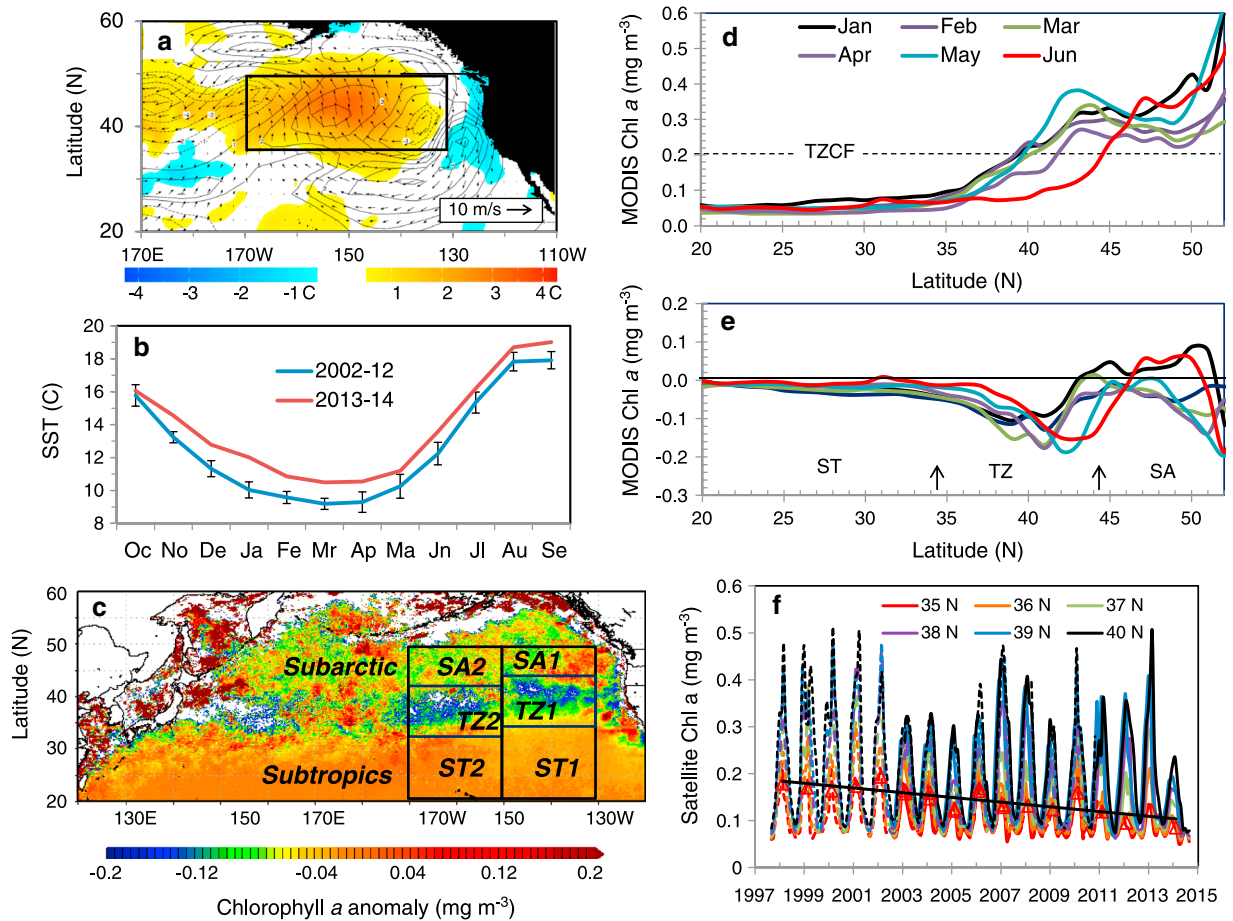 a
Latitude (N)
60
40
20
10 m/s
170E 170W 150 130 110W
-4 -3 -2 -1 C 1 2 3 4 C
b
SST (C)
20
18
16
14
12
10
8
2002-12
2013-14
Oc No De Ja Fe Mr Ap Ma Jn Jl Au Se
c
Latitude (N)
60
50
40
30
20
Subarctic
Subtropics
SA2 SA1
TZ2 TZ1
ST2 ST1
130E 150 170E 170W 150 130W
-0.2 -0.12 -0.04 0.04 0.12 0.2
Chlorophyll a anomaly (mg m-3)
d
MODIS Chl a (mg m-3)
0.6
0.5
0.4
0.3
0.2
0.1
0.0
Jan Feb Mar
Apr May Jun
TZCF
20 25 30 35 40 45 50
Latitude (N)
e
MODIS Chl a (mg m-3)
0.2
0.1
0.0
-0.1
-0.2
-0.3
ST TZ SA
20 25 30 35 40 45 50
Latitude (N)
f
Satellite Chl a (mg m-3)
0.6
0.5
0.4
0.3
0.2
0.1
0
35 N 36 N 37 N
38 N 39 N 40 N
1997 1999 2001 2003 2005 2007 2009 2011 2013 2015